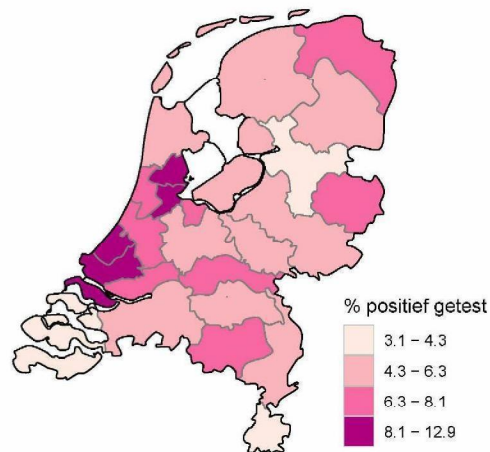 % positief getest
3.1 – 4.3
4.3 – 6.3
6.3 – 8.1
8.1 – 12.9